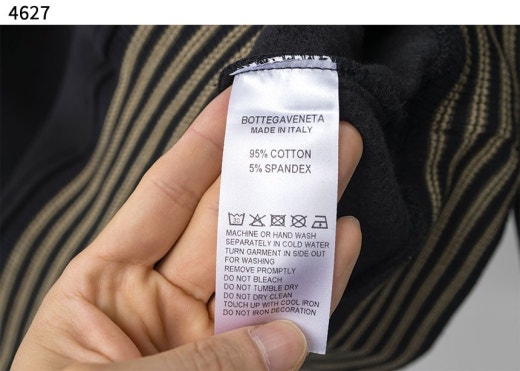 4627
BOTTEGAVENETA
MADE IN ITALY
95% COTTON
5% SPANDEX
MACHINE OR HAND WASH
SEPARATELY IN COLD WATER
TURN GARMENT IN SIDE OUT
FOR WASHING
REMOVE PROMPTLY
DO NOT BLEACH
DO NOT TUMBLE DRY
DO NOT DRY CLEAN
TOUCH UP WITH COOL IRON
DO NOT IRON DECORATION